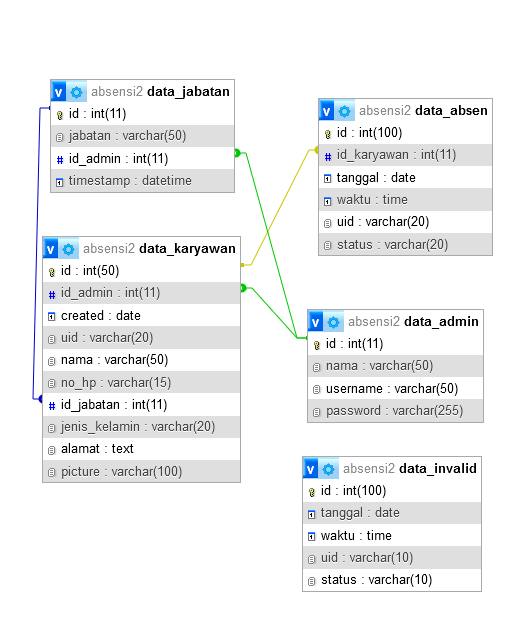 absensi2 data_jabatan
id : int(11)
jabatan : varchar(50)
id_admin : int(11)
timestamp : datetime
absensi2 data_absen
id : int(100)
id_karyawan : int(11)
tanggal : date
waktu : time
uid : varchar(20)
status : varchar(20)
absensi2 data_karyawan
id : int(50)
id_admin : int(11)
created : date
uid : varchar(20)
nama : varchar(50)
no_hp : varchar(15)
id_jabatan : int(11)
jenis_kelamin : varchar(20)
alamat : text
picture : varchar(100)
absensi2 data_admin
id : int(11)
nama : varchar(50)
username : varchar(50)
password : varchar(255)
absensi2 data_invalid
id : int(100)
tanggal : date
waktu : time
uid : varchar(10)
status : varchar(10)